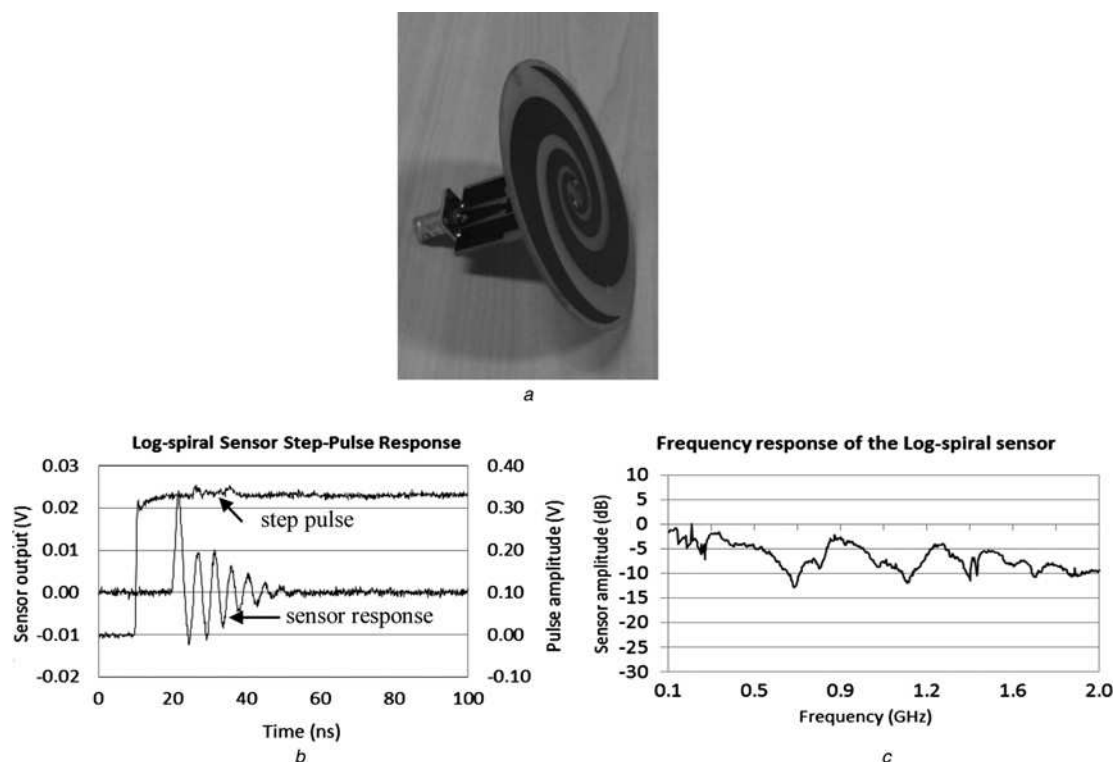 a
Log-spiral Sensor Step-Pulse Response
0.03
0.02
0.01
0.00
-0.01
-0.02
Sensor output (V)
0.40
0.30
0.20
0.10
0.00
-0.10
Pulse amplitude (V)
step pulse
sensor response
0 20 40 60 80 100
Time (ns)
b
Frequency response of the Log-spiral sensor
10
5
0
-5
-10
-15
-20
-25
-30
Sensor amplitude (dB)
0.1 0.5 0.9 1.2 1.6 2.0
Frequency (GHz)
c